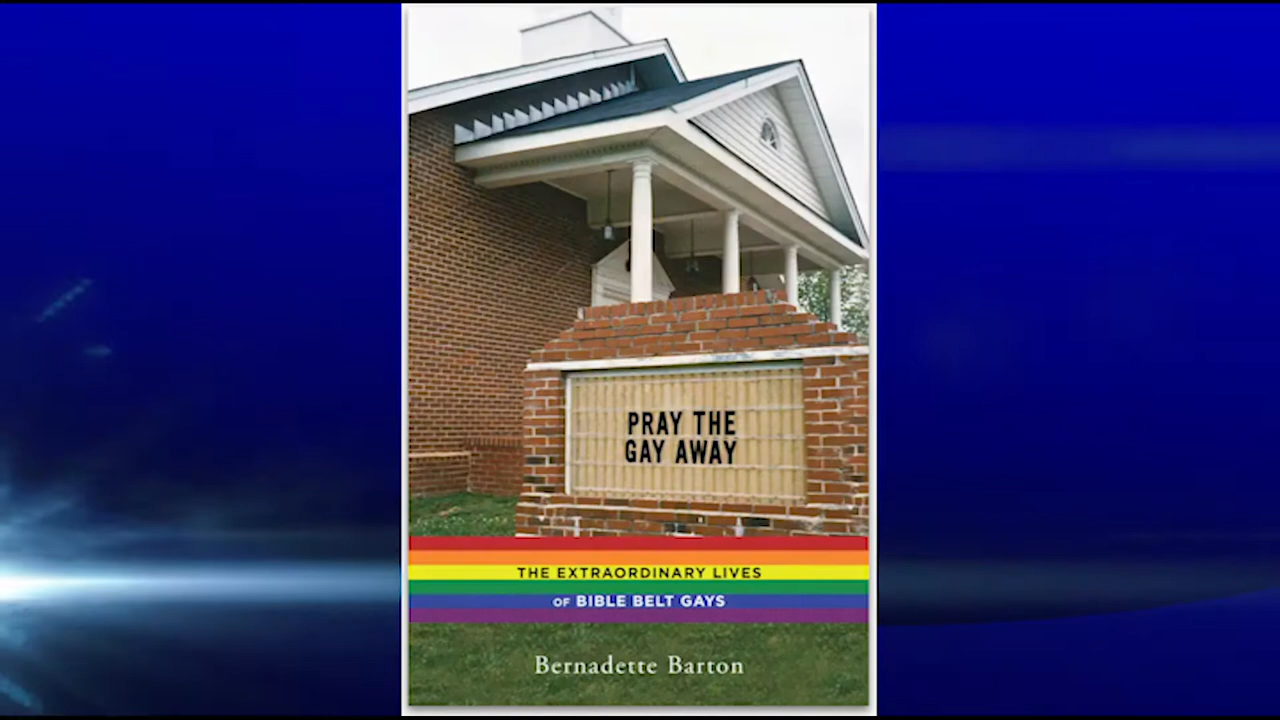 PRAY THE
GAY AWAY
THE EXTRAORDINARY LIVES
OF BIBLE BELT GAYS
Bernadette Barton